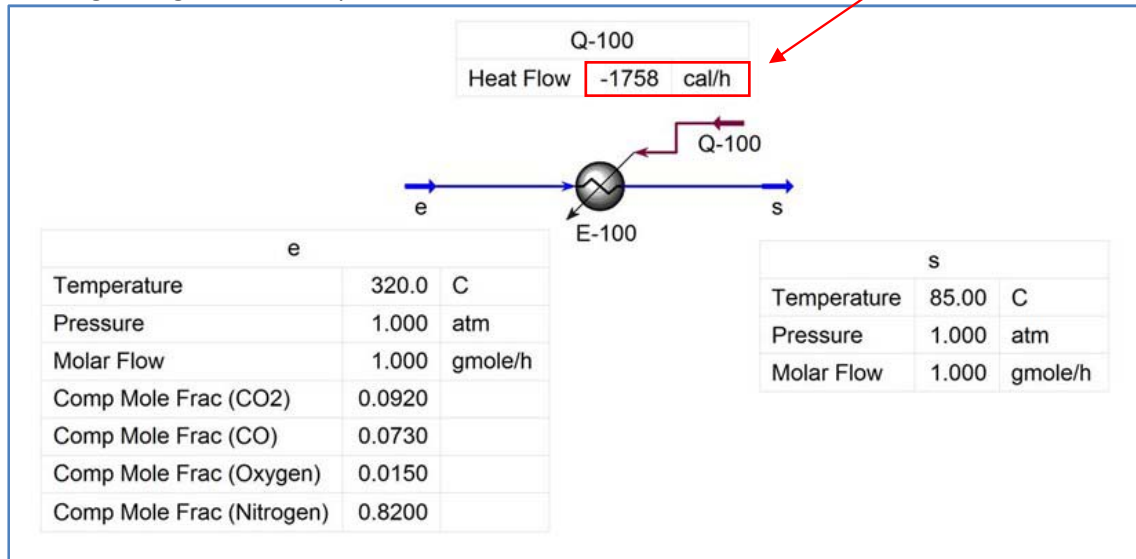 Q-100
Heat Flow -1758 cal/h
Q-100
e
s
E-100
e
Temperature 320.0 C
Pressure 1.000 atm
Molar Flow 1.000 gmole/h
Comp Mole Frac (CO2) 0.0920
Comp Mole Frac (CO) 0.0730
Comp Mole Frac (Oxygen) 0.0150
Comp Mole Frac (Nitrogen) 0.8200
s
Temperature 85.00 C
Pressure 1.000 atm
Molar Flow 1.000 gmole/h